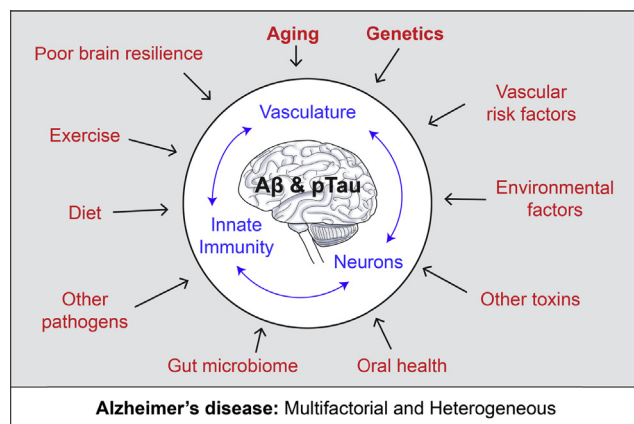 Aging
Genetics
Poor brain resilience
Vascular
risk factors
Exercise
Environmental
factors
Diet
Other
pathogens
Other toxins
Gut microbiome
Oral health
Vasculature
Aβ & pTau
Innate
Immunity
Neurons
Alzheimer's disease: Multifactorial and Heterogeneous